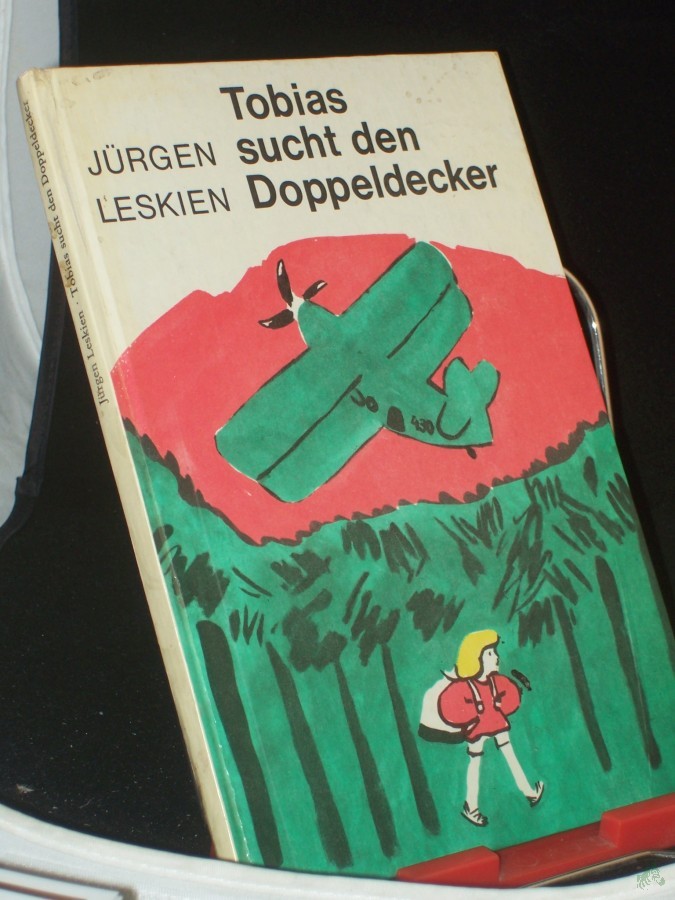 Tobias
JÜRGEN sucht den
LESKIEN Doppeldecker
Jürgen Leskien · Tobias sucht den Doppeldecker
430